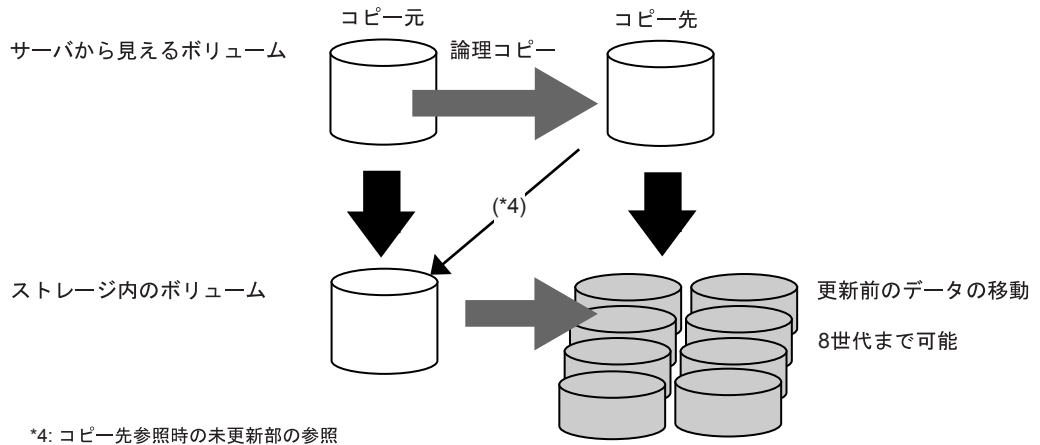 コピー元
コピー先
サーバから見えるボリューム
論理コピー
(*4)
ストレージ内のボリューム
更新前のデータの移動
8世代まで可能
*4: コピー先参照時の未更新部の参照